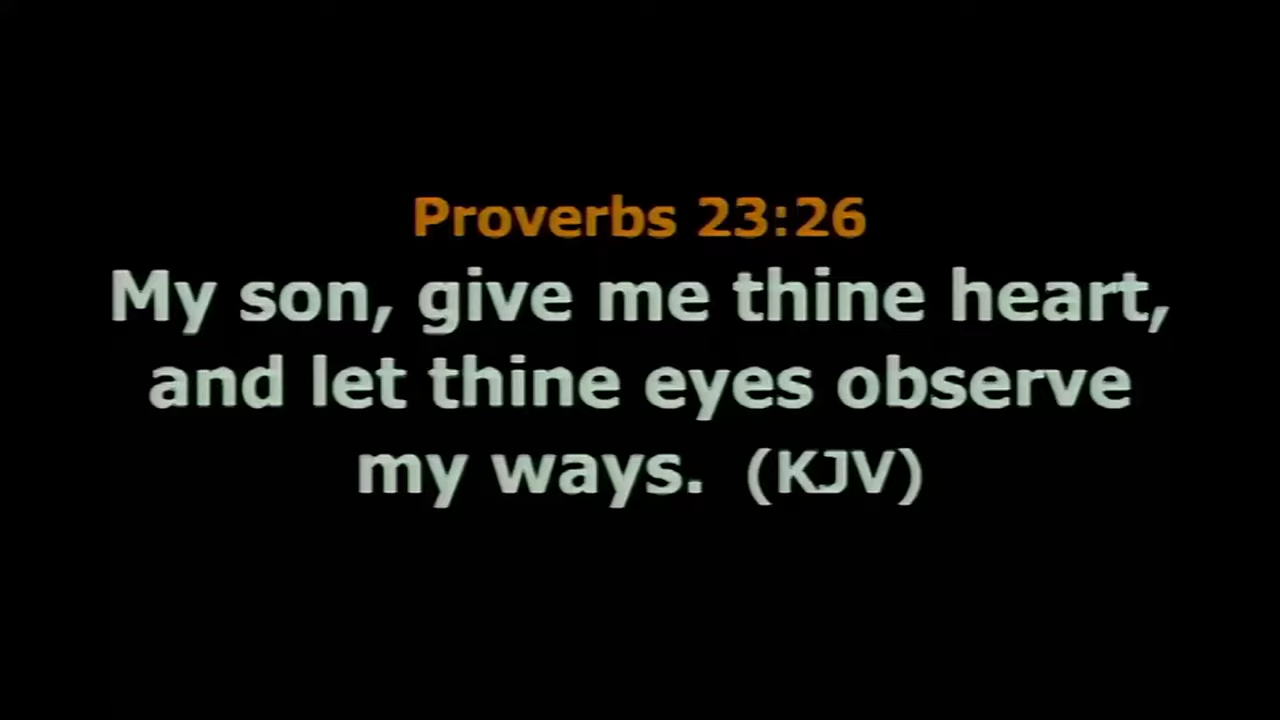 Proverbs 23:26
My son, give me thine heart,
and let thine eyes observe
my ways. (KJV)